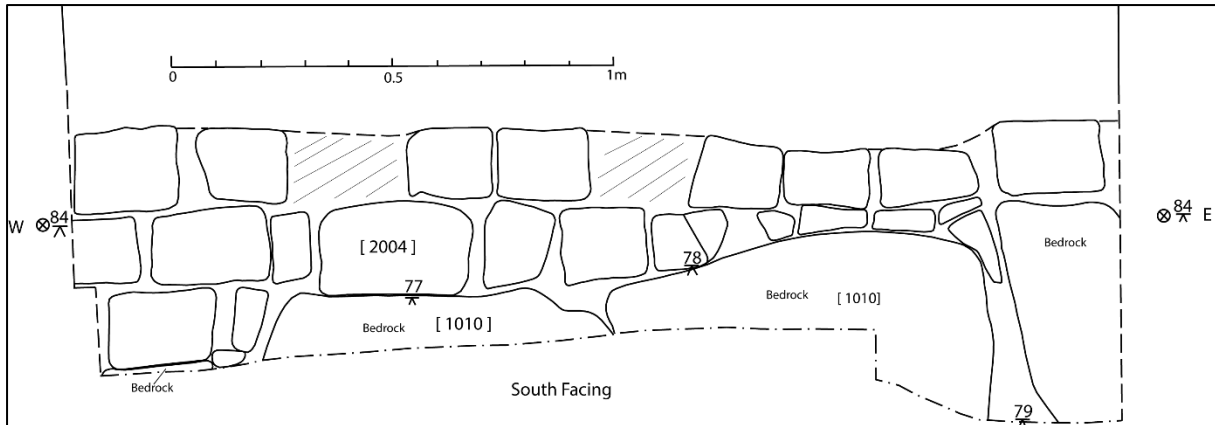 0 0.5 1m
W 84
84 E
[ 2004 ]
Bedrock
78
77
Bedrock [ 1010 ]
Bedrock [ 1010]
Bedrock
South Facing
79